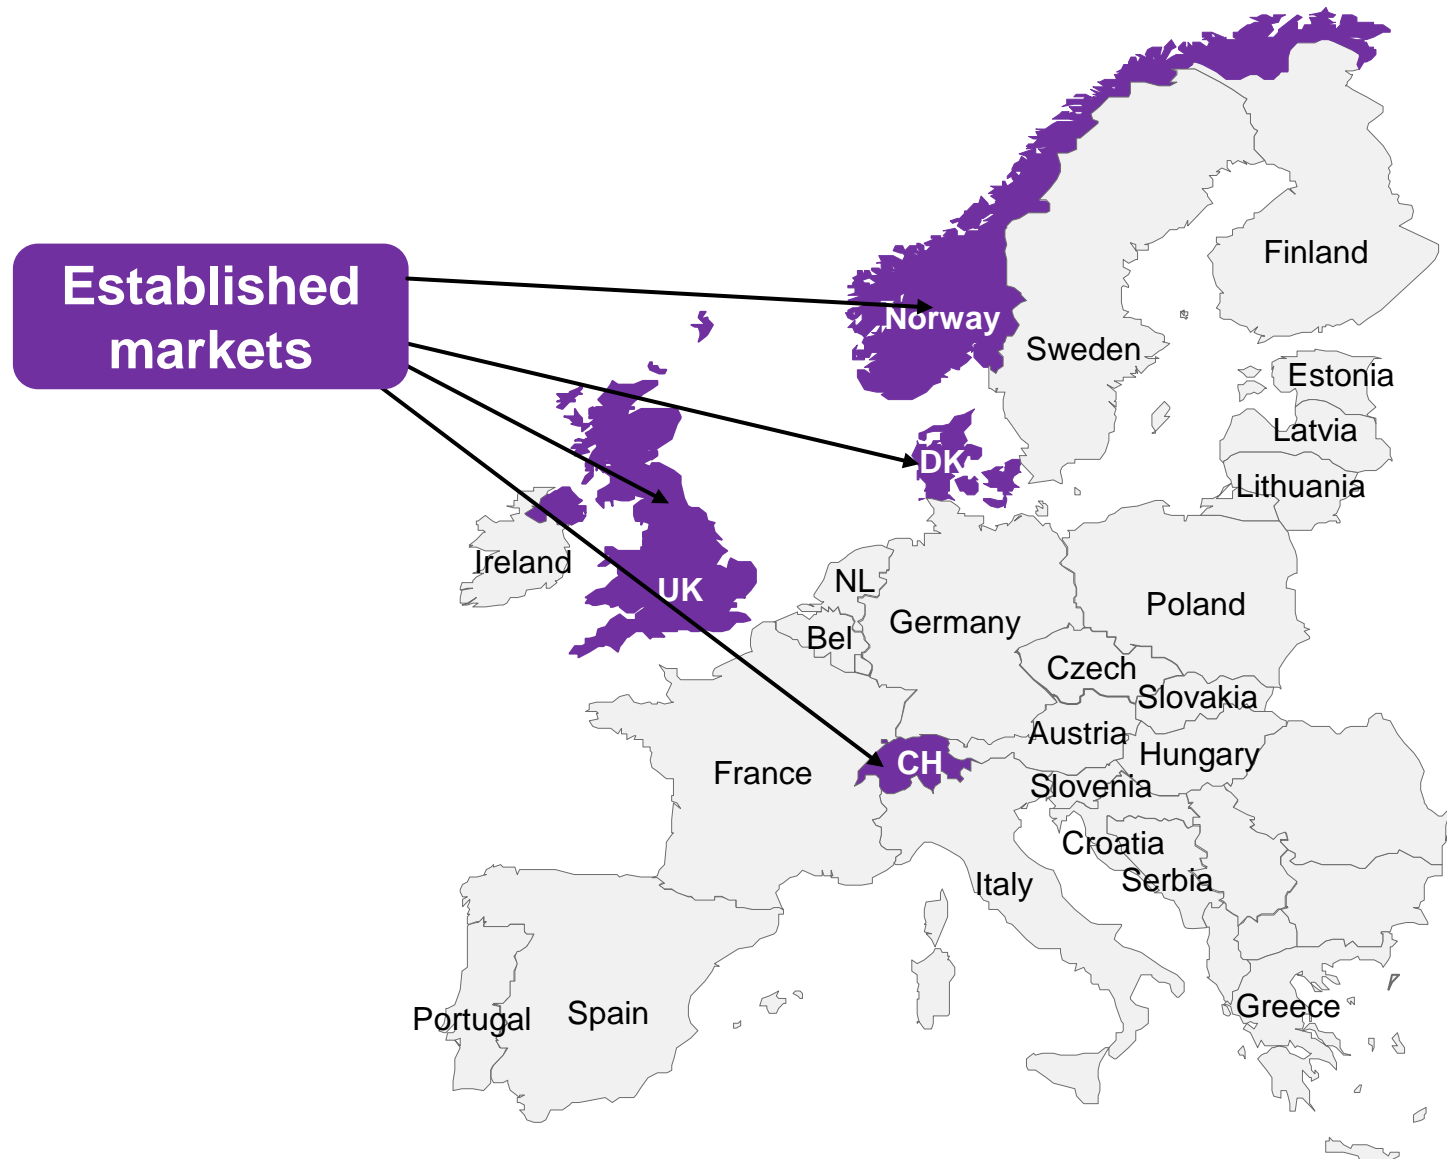 Established
markets
Norway
Finland
Sweden
Estonia
Latvia
DK
Lithuania
Ireland
UK
NL
Poland
Bel
Germany
Czech
Slovakia
Austria
Hungary
France
CH
Slovenia
Croatia
Serbia
Italy
Portugal
Spain
Greece